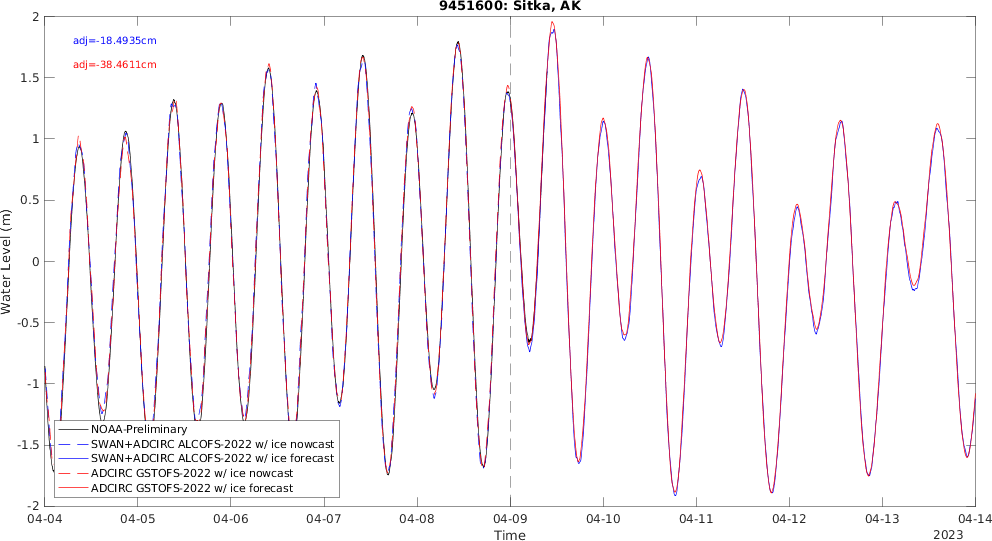 9451600: Sitka, AK
adj=-18.4935cm
adj=-38.4611cm
Water Level (m)
2
1.5
1
0.5
0
-0.5
-1
-1.5
-2
NOAA-Preliminary
SWAN+ADCIRC ALCOFS-2022 w/ ice nowcast
SWAN+ADCIRC ALCOFS-2022 w/ ice forecast
ADCIRC GSTOFS-2022 w/ ice nowcast
ADCIRC GSTOFS-2022 w/ ice forecast
04-04 04-05 04-06 04-07 04-08 04-09 04-10 04-11 04-12 04-13 04-14
Time
2023